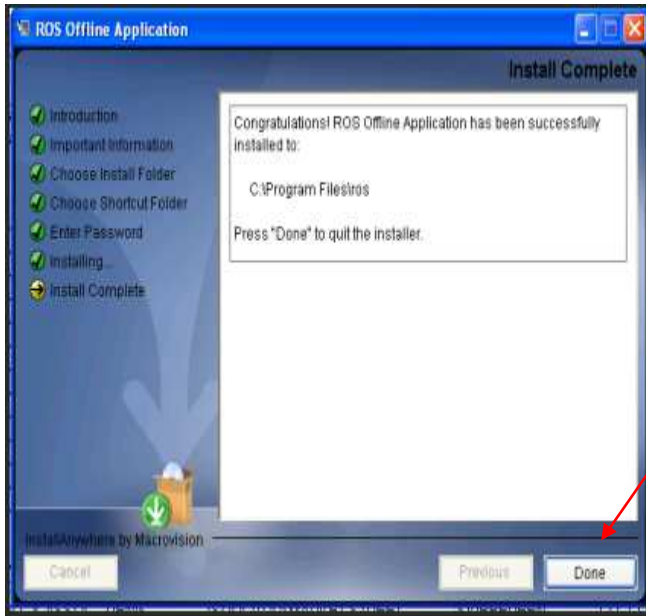 ROS Offline Application
Install Complete
Introduction
Important Information
Choose Install Folder
Choose Shortcut Folder
Enter Password
Installing...
Install Complete
Congratulations! ROS Offline Application has been successfully
installed to:
C:\Program Files\ros
Press "Done" to quit the installer.
InstallAnywhere by Macrovision
Cancel
Previous
Done